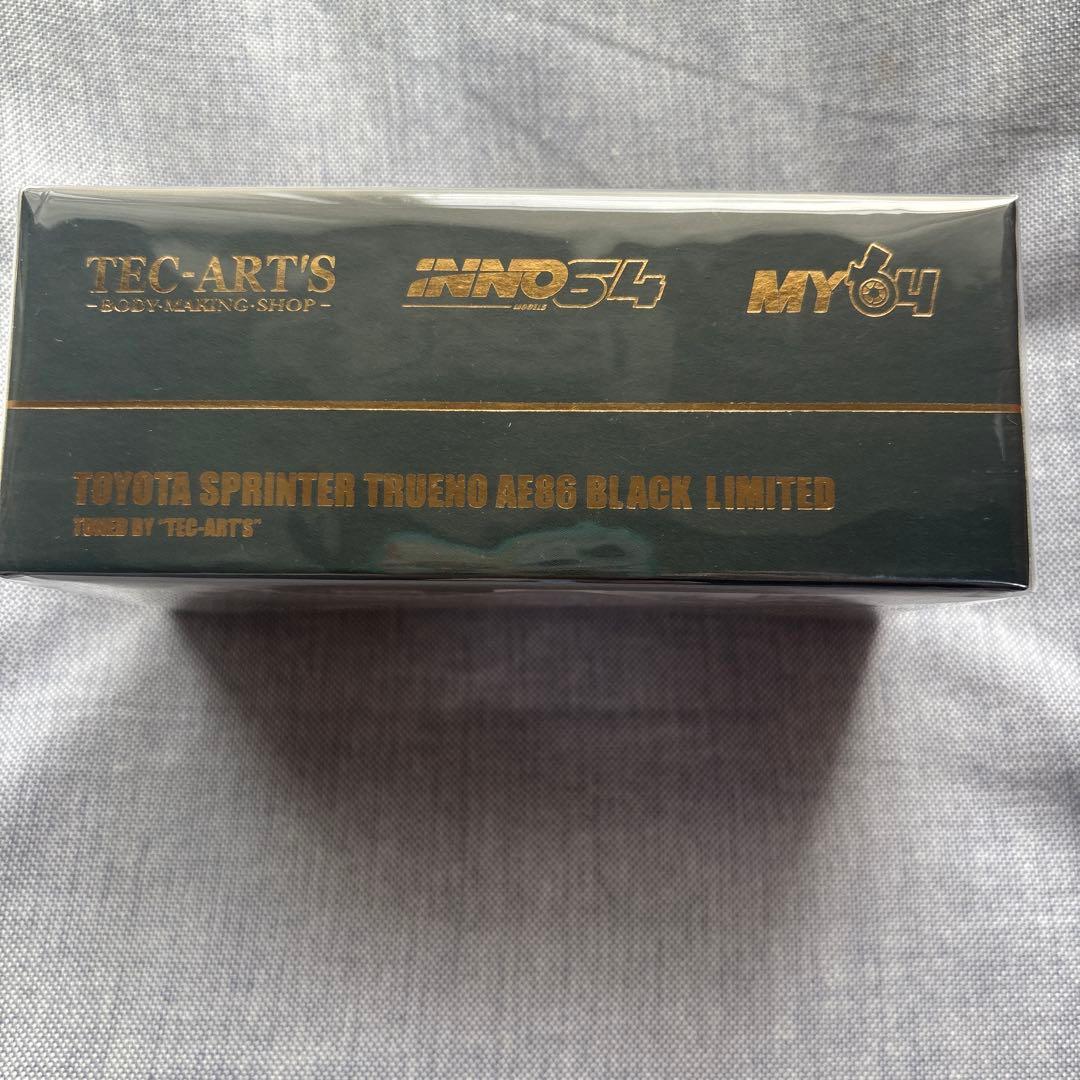 TEC-ART'S
-BODY·MAKING·SHOP-
INNO64
MODELS
MY64
TOYOTA SPRINTER TRUENO AE86 BLACK LIMITED
TUNED BY "TEC-ART'S"